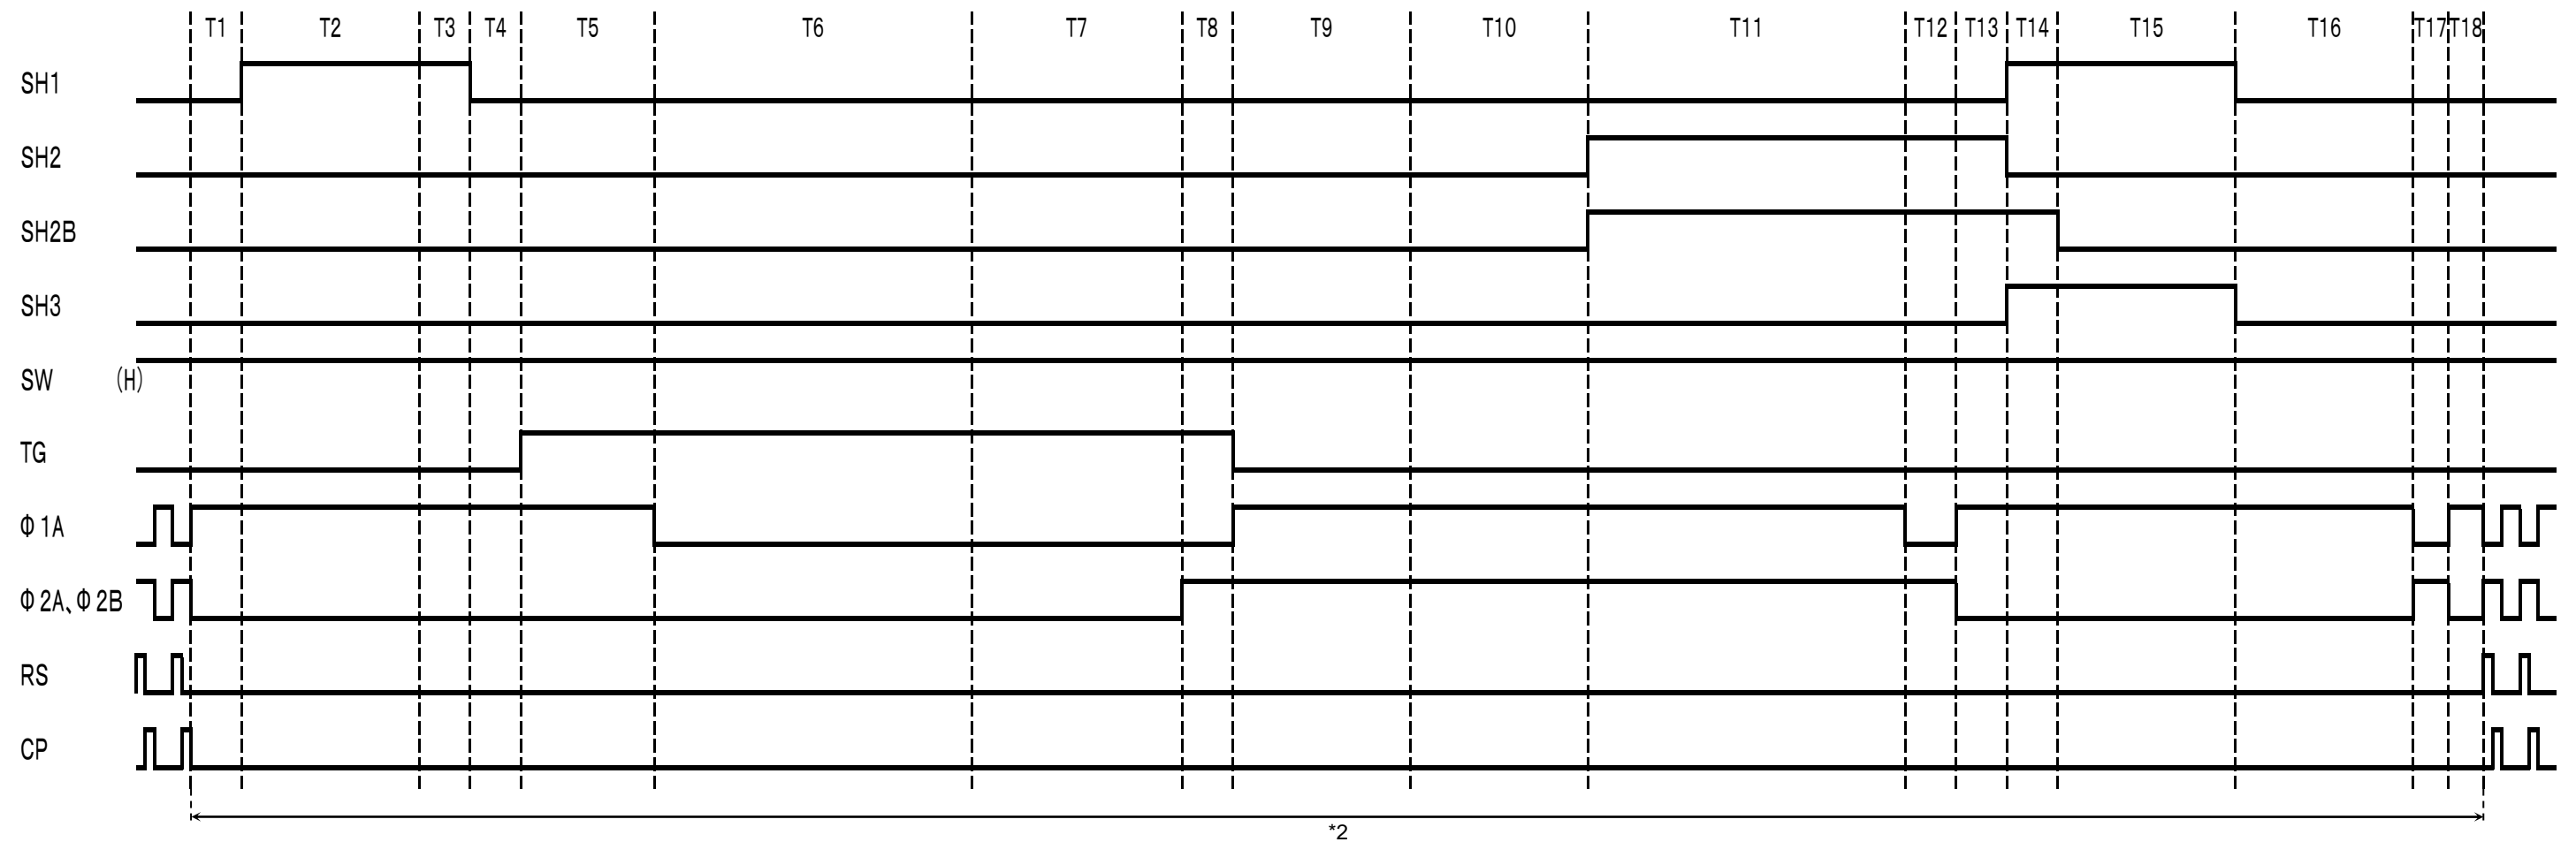 T1 T2 T3 T4 T5 T6 T7 T8 T9 T10 T11 T12 T13 T14 T15 T16 T17 T18
SH1
SH2
SH2B
SH3
SW (H)
TG
Φ1A
Φ2A、Φ2B
RS
CP
*2